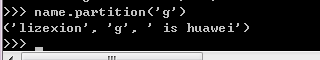 >>> name.partition('g')
('lizexion', 'g', ' is huawei')
>>>